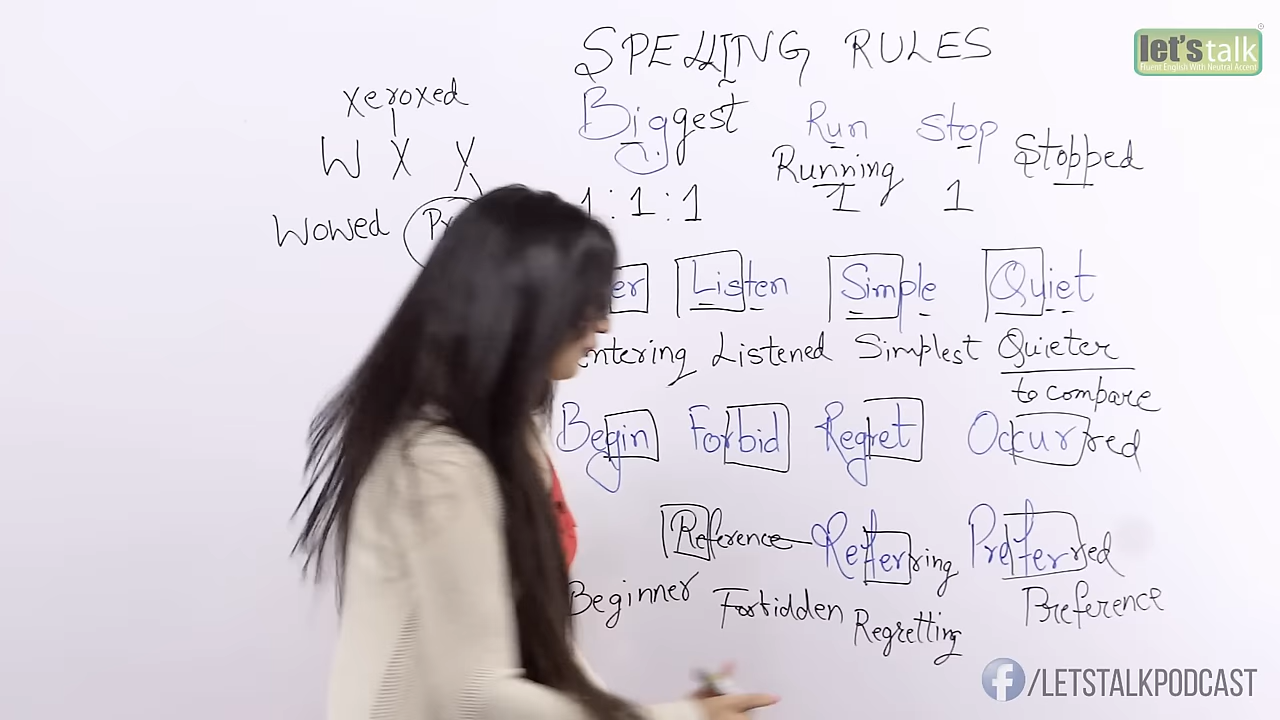 SPELLING RULES
let's talk
Fluent English With Neutral Accent
xeroxed
Biggest Run Stop
Running Stopped
W X Y
1:1:1 1 1
Wowed
er Listen Simple Quiet
entering Listened Simplest Quieter
to compare
Begin Forbid Regret Occurred
Reference Referring Preferred
Beginner Forbidden Regretting Preference
/LETSTALKPODCAST